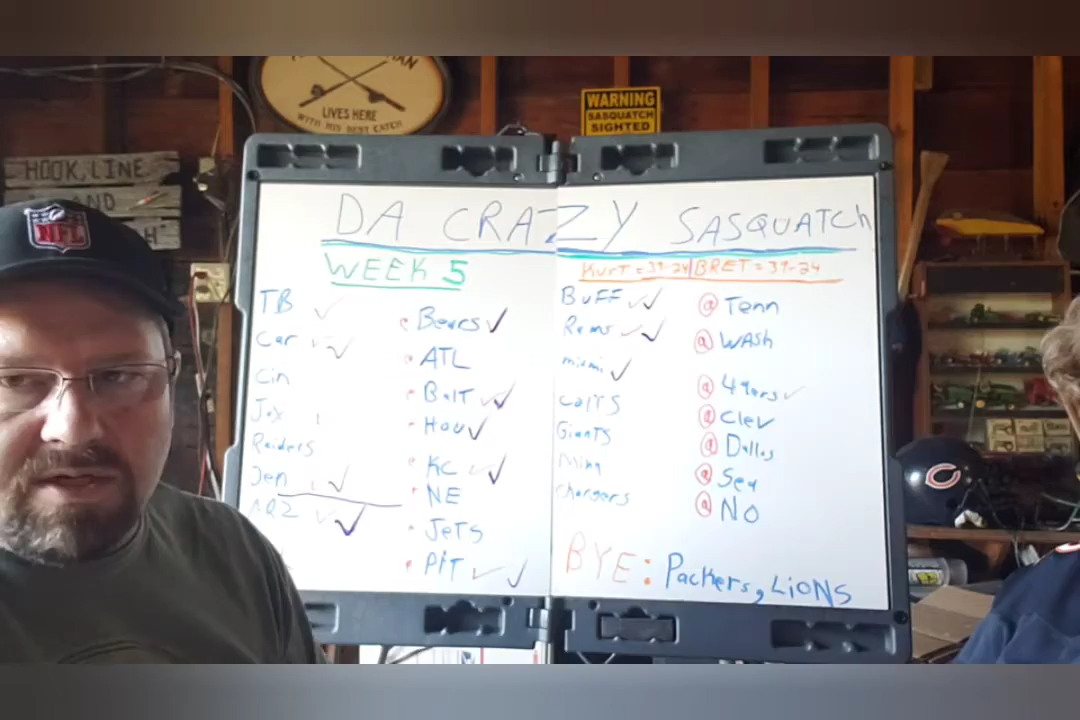 LIVES HERE
WITH HIS BEST CATCH
WARNING
SASQUATCH
SIGHTED
HOOK, LINE
AND
NFL
DA CRAZY SASQUATCH
WEEK 5
KURT = 39-24 BRET = 39-24
TB ✓ @ Bears ✓
Car ✓ ✓ @ ATL
Cin @ Balt ✓ ✓
Jax @ Hou ✓
Raiders @ KC ✓ ✓
Den ✓ @ NE
ARZ ✓ ✓ @ JeTS
@ PIT ✓ ✓
BUFF ✓ ✓ @ Tenn
Rams ✓ ✓ @ WASH
miami ✓ @ 49ers ✓
COLTS @ Clev
Giants @ Dallas
Minn @ Sea
Chargers @ NO
BYE: Packers, LiONS